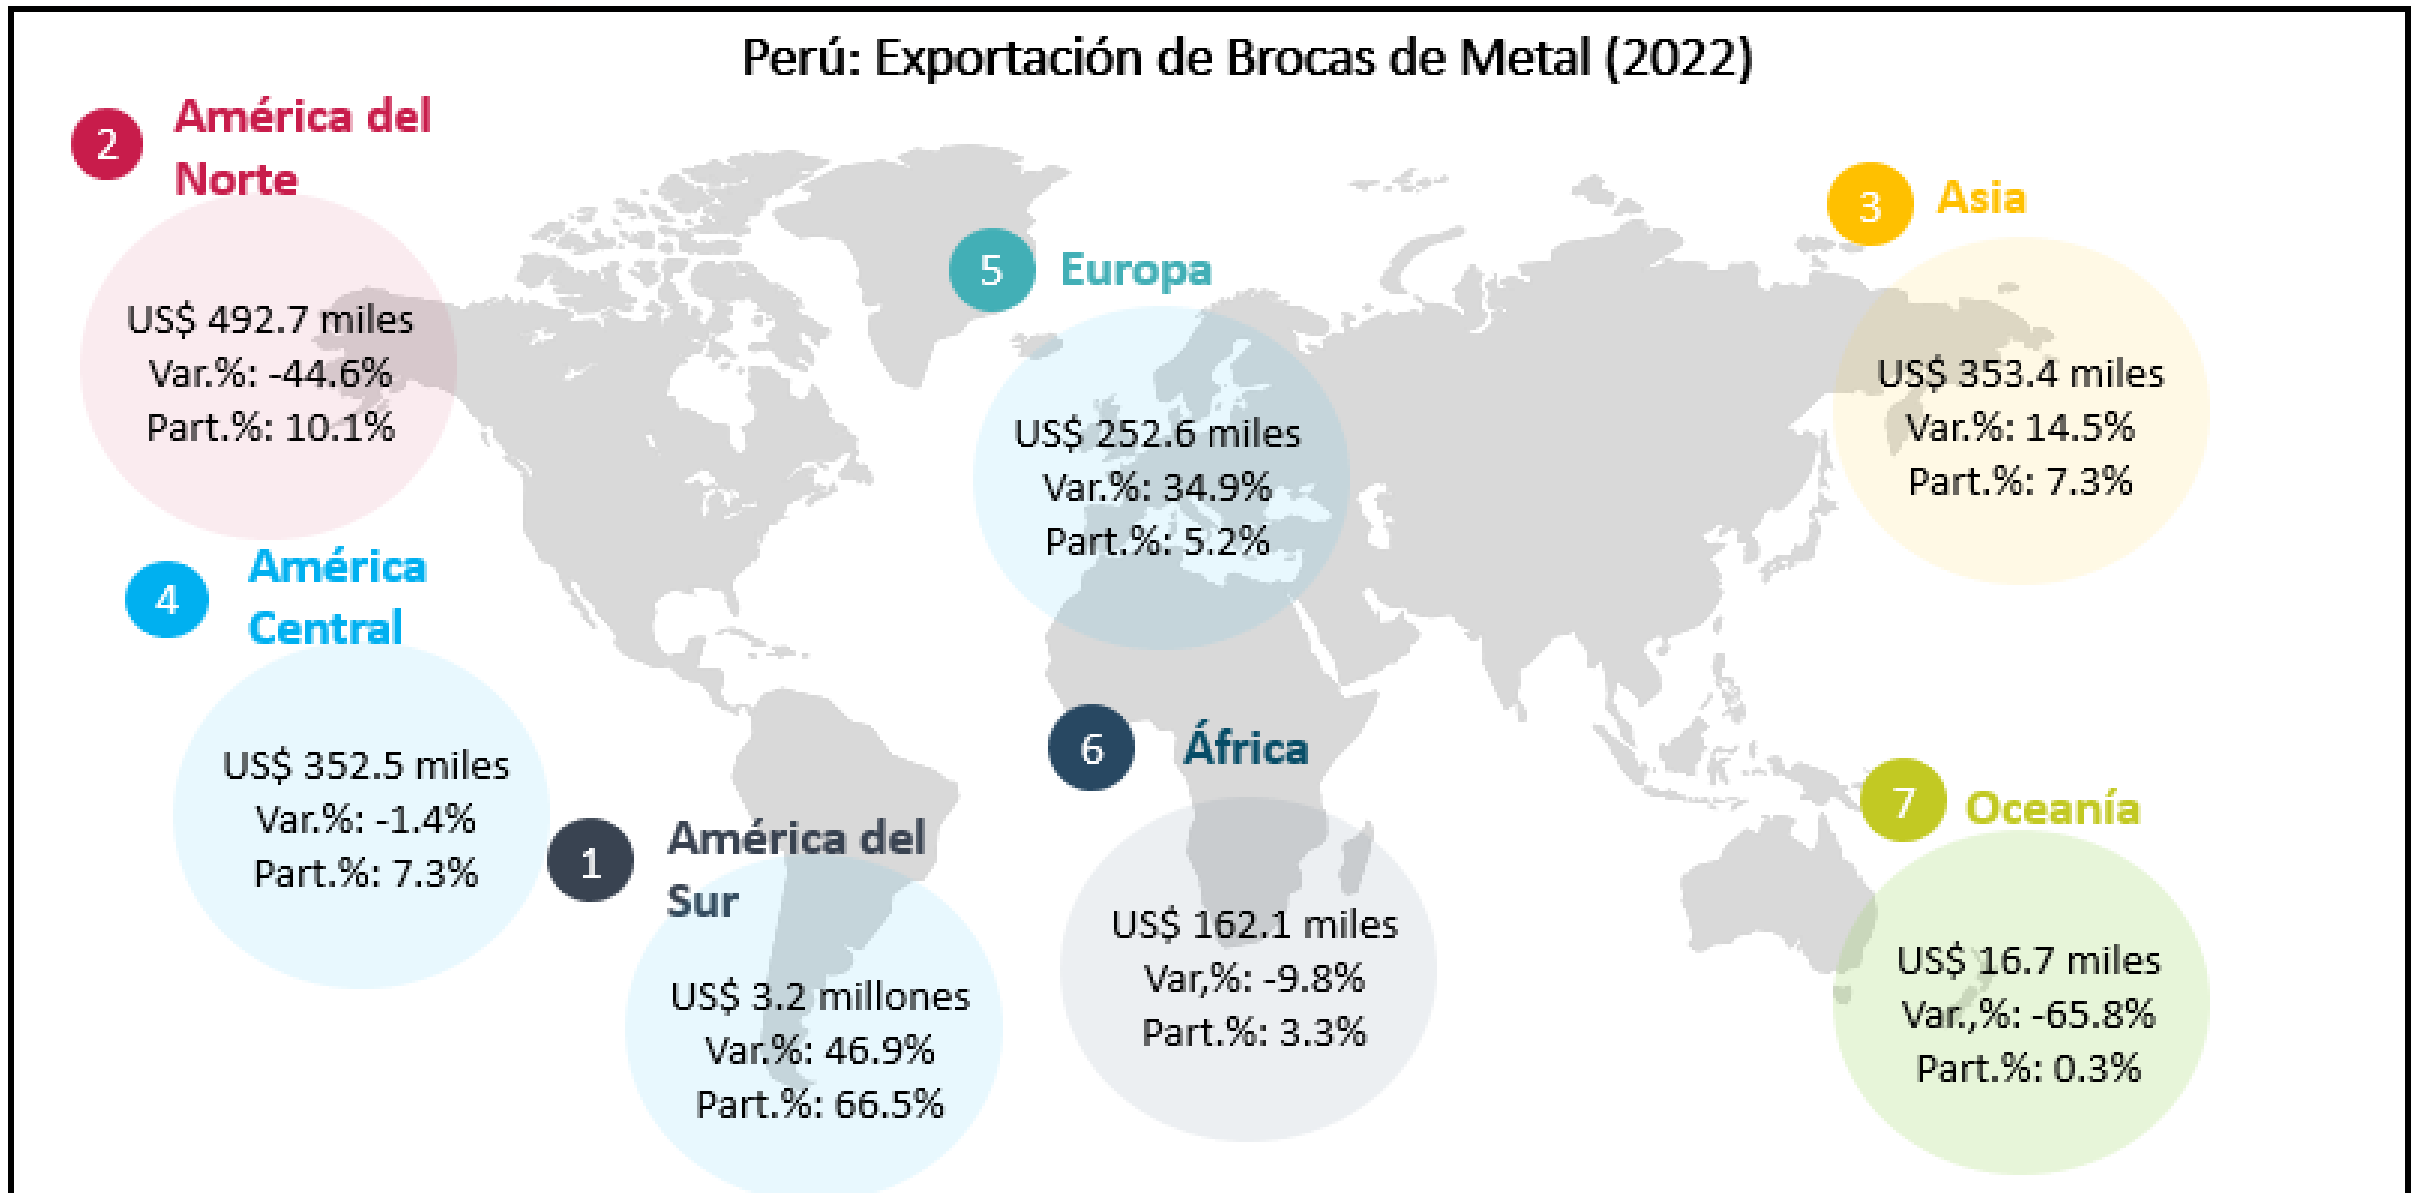 Perú: Exportación de Brocas de Metal (2022)
2
América del
Norte
US$ 492.7 miles
Var.%: -44.6%
Part.%: 10.1%
4
América
Central
US$ 352.5 miles
Var.%: -1.4%
Part.%: 7.3%
1
América del
Sur
US$ 3.2 millones
Var.%: 46.9%
Part.%: 66.5%
5
Europa
US$ 252.6 miles
Var.%: 34.9%
Part.%: 5.2%
6
África
US$ 162.1 miles
Var,%: -9.8%
Part.%: 3.3%
3
Asia
US$ 353.4 miles
Var.%: 14.5%
Part.%: 7.3%
7
Oceanía
US$ 16.7 miles
Var.,%: -65.8%
Part.%: 0.3%